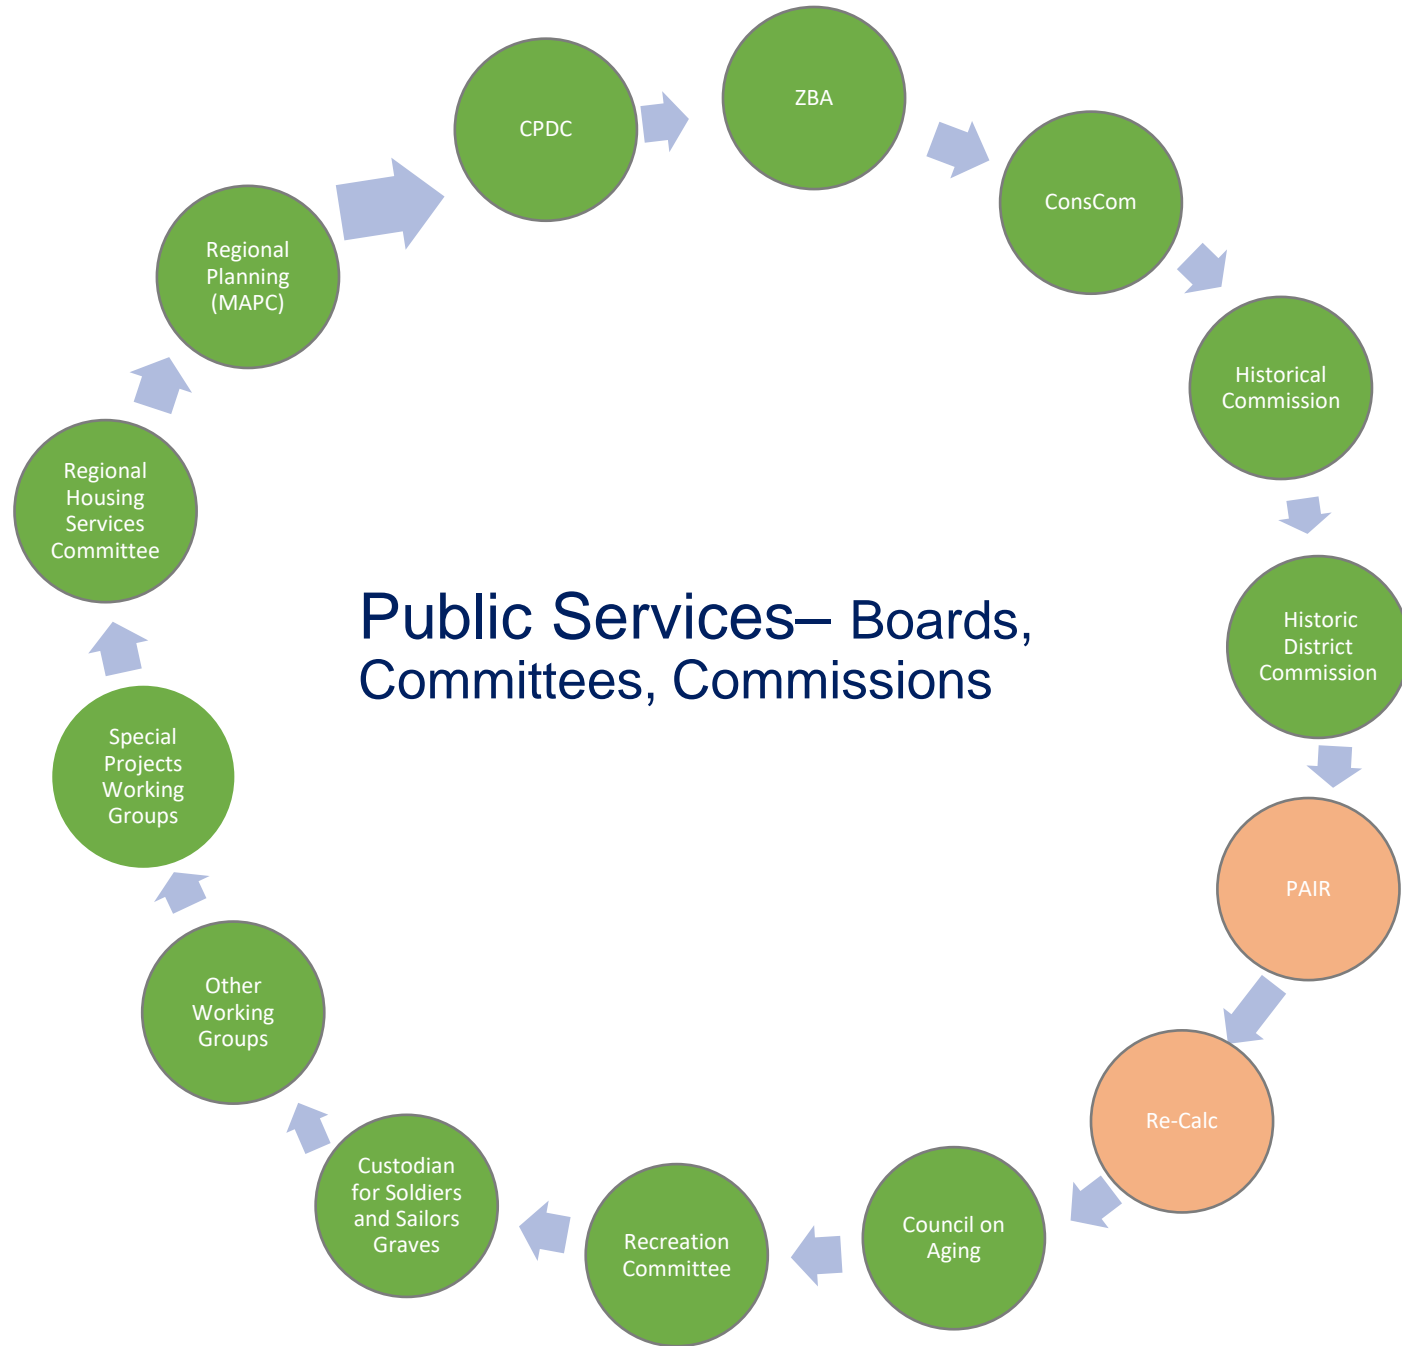 CPDC
ZBA
ConsCom
Historical
Commission
Historic
District
Commission
PAIR
Re-Calc
Council on
Aging
Recreation
Committee
Custodian
for Soldiers
and Sailors
Graves
Other
Working
Groups
Special
Projects
Working
Groups
Regional
Housing
Services
Committee
Regional
Planning
(MAPC)
Public Services– Boards,
Committees, Commissions